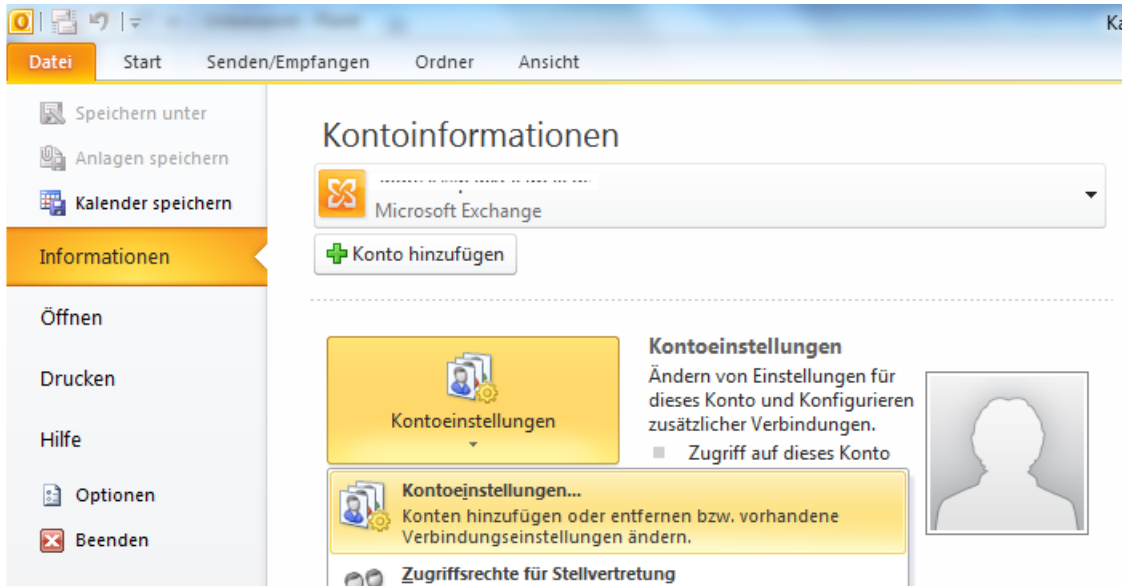 Ka
Datei Start Senden/Empfangen Ordner Ansicht
Speichern unter
Anlagen speichern
Kalender speichern
Informationen
Öffnen
Drucken
Hilfe
Optionen
Beenden
Kontoinformationen
Microsoft Exchange
Konto hinzufügen
Kontoeinstellungen
Kontoeinstellungen
Ändern von Einstellungen für
dieses Konto und Konfigurieren
zusätzlicher Verbindungen.
Zugriff auf dieses Konto
Kontoeinstellungen...
Konten hinzufügen oder entfernen bzw. vorhandene
Verbindungseinstellungen ändern.
Zugriffsrechte für Stellvertretung